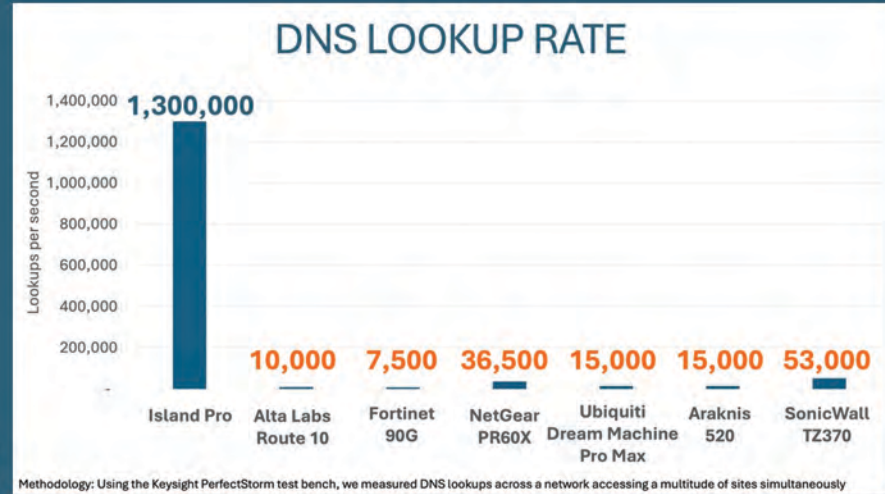 DNS LOOKUP RATE
Lookups per second
1,400,000
1,200,000
1,000,000
800,000
600,000
400,000
200,000
-
1,300,000
10,000
7,500
36,500
15,000
15,000
53,000
Island Pro
Alta Labs
Route 10
Fortinet
90G
NetGear
PR60X
Ubiquiti
Dream Machine
Pro Max
Araknis
520
SonicWall
TZ370
Methodology: Using the Keysight PerfectStorm test bench, we measured DNS lookups across a network accessing a multitude of sites simultaneously